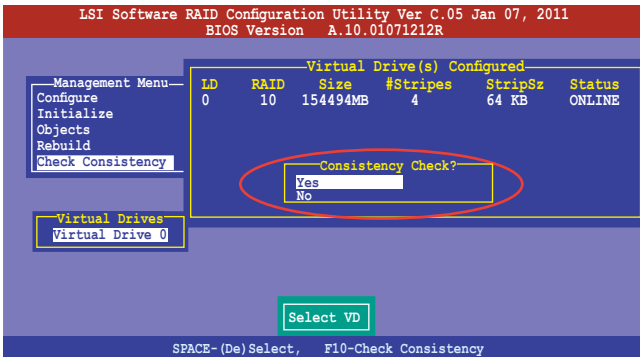 LSI Software RAID Configuration Utility Ver C.05 Jan 07, 2011
BIOS Version A.10.01071212R
Virtual Drive(s) Configured
LD RAID Size #Stripes StripSz Status
0 10 154494MB 4 64 KB ONLINE
Management Menu
Configure
Initialize
Objects
Rebuild
Check Consistency
Consistency Check?
Yes
No
Virtual Drives
Virtual Drive 0
Select VD
SPACE-(De)Select, F10-Check Consistency